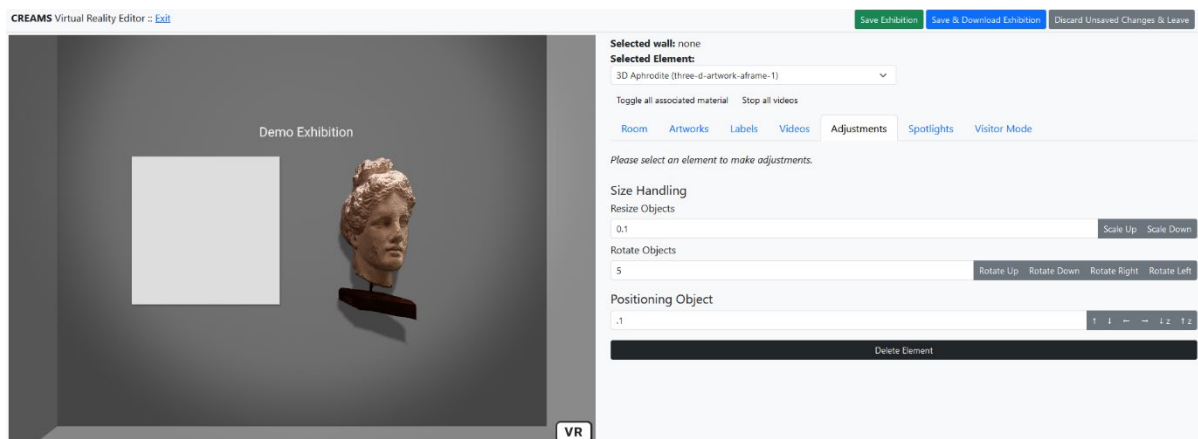 CREAMS Virtual Reality Editor :: Exit
Save Exhibition Save & Download Exhibition Discard Unsaved Changes & Leave
Demo Exhibition
VR
Selected wall: none
Selected Element:
3D Aphrodite (three-d-artwork-aframe-1)
Toggle all associated material Stop all videos
Room Artworks Labels Videos Adjustments Spotlights Visitor Mode
Please select an element to make adjustments.
Size Handling
Resize Objects
0.1 Scale Up Scale Down
Rotate Objects
5 Rotate Up Rotate Down Rotate Right Rotate Left
Positioning Object
.1 ↑ ↓ ← → ↓z ↑z
Delete Element